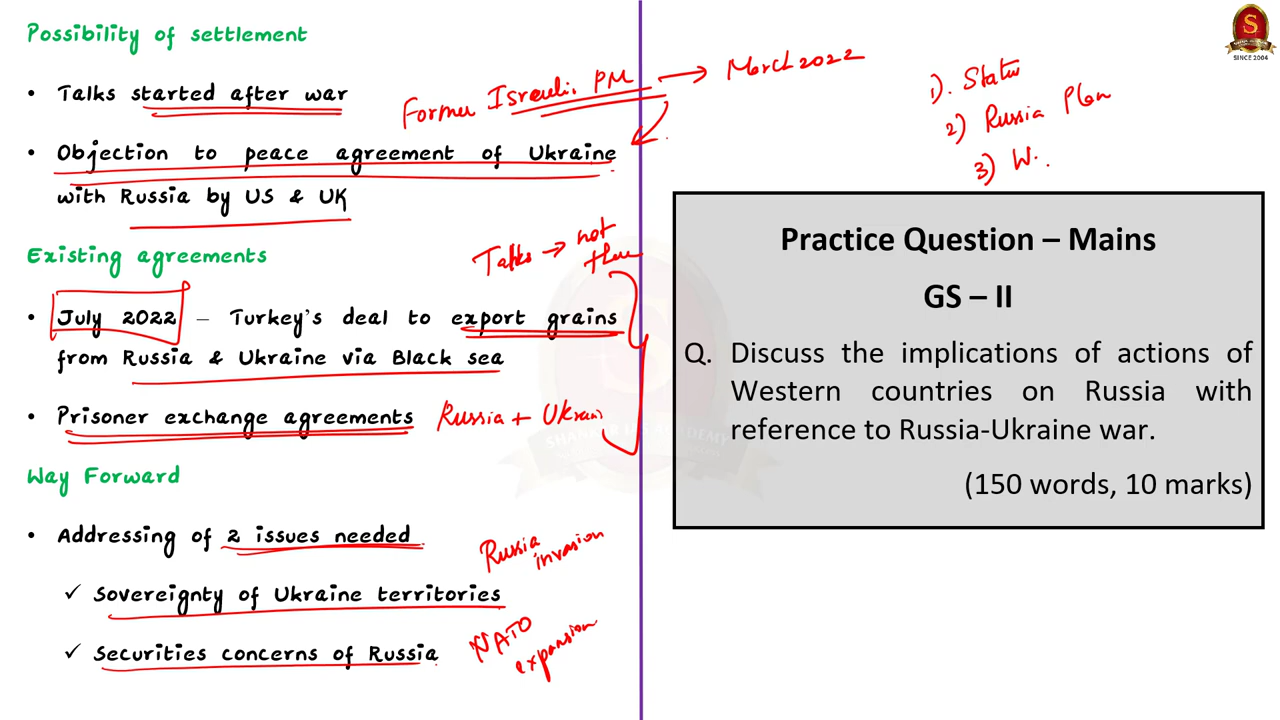 Possibility of settlement
• Talks started after war
Former Israeli PM → March 2022
• Objection to peace agreement of Ukraine
with Russia by US & UK
Existing agreements
Talks → not
there
• July 2022 – Turkey's deal to export grains
from Russia & Ukraine via Black sea
• Prisoner exchange agreements
Russia + Ukrain
Way Forward
• Addressing of 2 issues needed
Russia
invasion
✓ Sovereignty of Ukraine territories
✓ Securities concerns of Russia
NATO
expansion
S
SINCE 2004
1). Status
2) Russia Plan
3) W.
Practice Question – Mains
GS – II
Q. Discuss the implications of actions of
Western countries on Russia with
reference to Russia-Ukraine war.
(150 words, 10 marks)